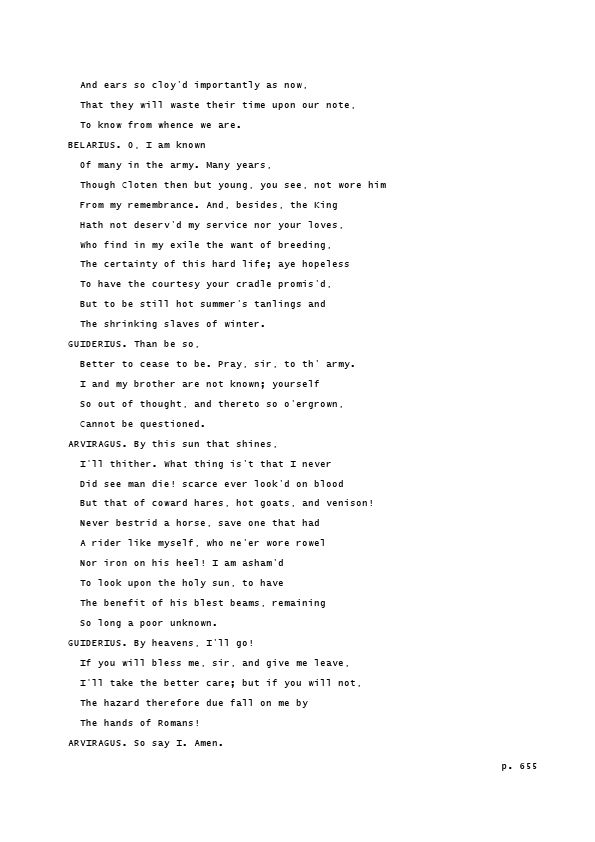 And ears so cloy'd importantly as now,
That they will waste their time upon our note,
To know from whence we are.
BELARIUS. O, I am known
Of many in the army. Many years,
Though Cloten then but young, you see, not wore him
From my remembrance. And, besides, the King
Hath not deserv'd my service nor your loves,
Who find in my exile the want of breeding,
The certainty of this hard life; aye hopeless
To have the courtesy your cradle promis'd,
But to be still hot summer's tanlings and
The shrinking slaves of winter.
GUIDERIUS. Than be so,
Better to cease to be. Pray, sir, to th' army.
I and my brother are not known; yourself
So out of thought, and thereto so o'ergrown,
Cannot be questioned.
ARVIRAGUS. By this sun that shines,
I'll thither. What thing is't that I never
Did see man die! scarce ever look'd on blood
But that of coward hares, hot goats, and venison!
Never bestrid a horse, save one that had
A rider like myself, who ne'er wore rowel
Nor iron on his heel! I am asham'd
To look upon the holy sun, to have
The benefit of his blest beams, remaining
So long a poor unknown.
GUIDERIUS. By heavens, I'll go!
If you will bless me, sir, and give me leave,
I'll take the better care; but if you will not,
The hazard therefore due fall on me by
The hands of Romans!
ARVIRAGUS. So say I. Amen.
p. 655